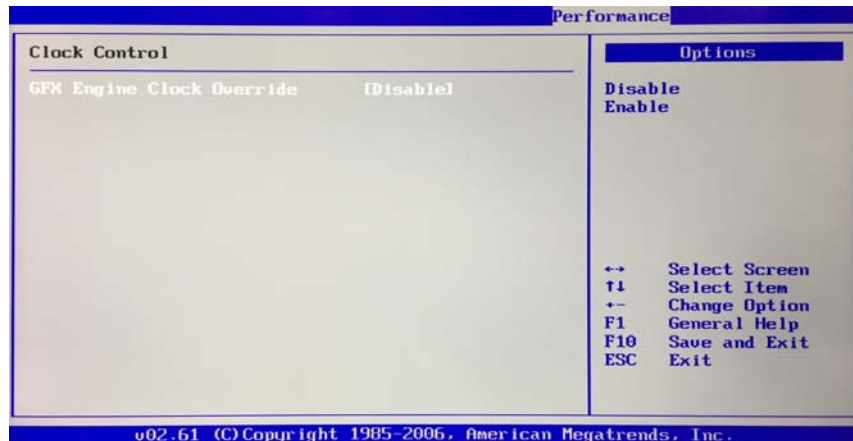 Performance
Clock Control
GFX Engine Clock Override [Disable]
Options
Disable
Enable
←→ Select Screen
↑↓ Select Item
+- Change Option
F1 General Help
F10 Save and Exit
ESC Exit
v02.61 (C)Copyright 1985-2006, American Megatrends, Inc.